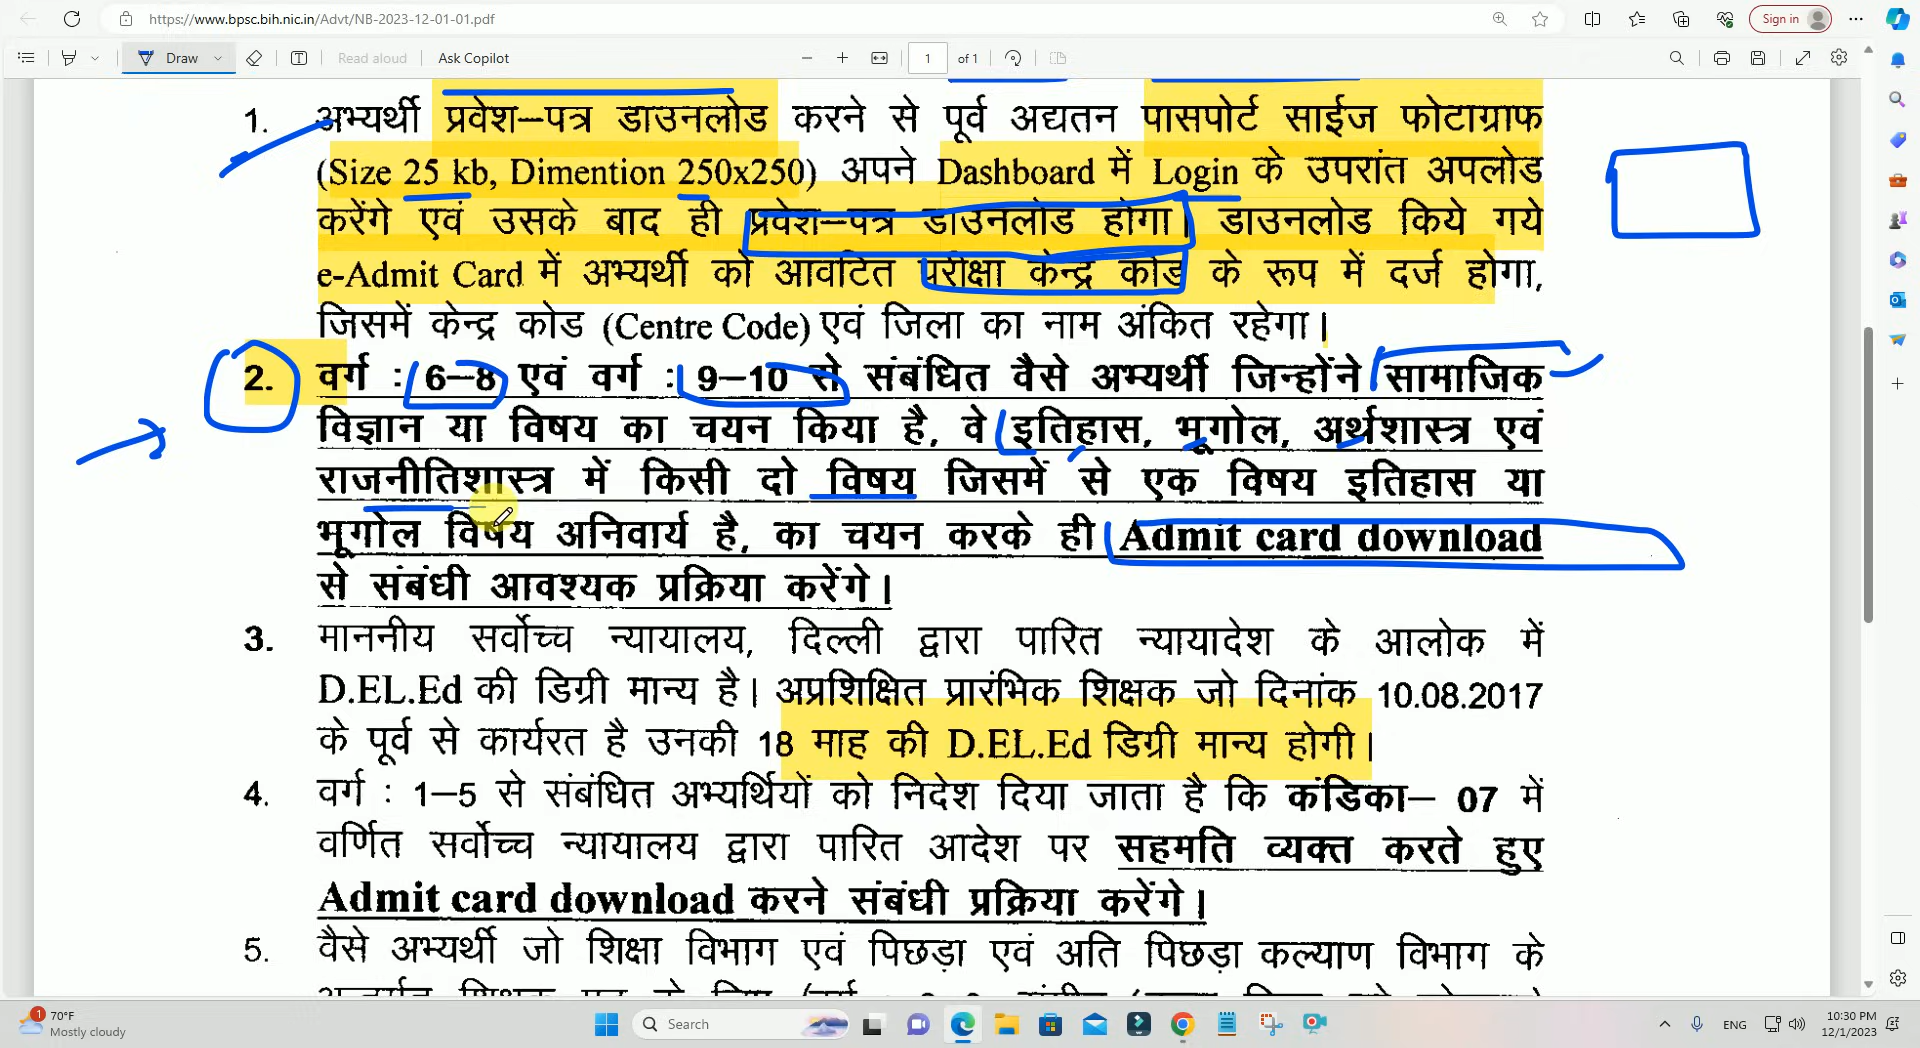 https://www.bpsc.bih.nic.in/Advt/NB-2023-12-01-01.pdf
Sign in
Draw
Read aloud
Ask Copilot
1
of 1
1. अभ्यर्थी प्रवेश–पत्र डाउनलोड करने से पूर्व अद्यतन पासपोर्ट साईज फोटाग्राफ
(Size 25 kb, Dimention 250x250) अपने Dashboard में Login के उपरांत अपलोड
करेंगे एवं उसके बाद ही प्रवेश–पत्र डाउनलोड होगा। डाउनलोड किये गये
e-Admit Card में अभ्यर्थी को आवटित परीक्षा केन्द्र कोड के रूप में दर्ज होगा,
जिसमें केन्द्र कोड (Centre Code) एवं जिला का नाम अंकित रहेगा।
2. वर्ग : 6–8 एवं वर्ग : 9–10 से संबंधित वैसे अभ्यर्थी जिन्होंने सामाजिक
विज्ञान या विषय का चयन किया है, वे इतिहास, भूगोल, अर्थशास्त्र एवं
राजनीतिशास्त्र में किसी दो विषय जिसमें से एक विषय इतिहास या
भूगोल विषय अनिवार्य है, का चयन करके ही Admit card download
से संबंधी आवश्यक प्रक्रिया करेंगे।
3. माननीय सर्वोच्च न्यायालय, दिल्ली द्वारा पारित न्यायादेश के आलोक में
D.EL.Ed की डिग्री मान्य है। अप्रशिक्षित प्रारंभिक शिक्षक जो दिनांक 10.08.2017
के पूर्व से कार्यरत है उनकी 18 माह की D.EL.Ed डिग्री मान्य होगी।
4. वर्ग : 1–5 से संबंधित अभ्यर्थियों को निदेश दिया जाता है कि कंडिका– 07 में
वर्णित सर्वोच्च न्यायालय द्वारा पारित आदेश पर सहमति व्यक्त करते हुए
Admit card download करने संबंधी प्रक्रिया करेंगे।
5. वैसे अभ्यर्थी जो शिक्षा विभाग एवं पिछड़ा एवं अति पिछड़ा कल्याण विभाग के
1
70°F
Mostly cloudy
Search
ENG
10:30 PM
12/1/2023